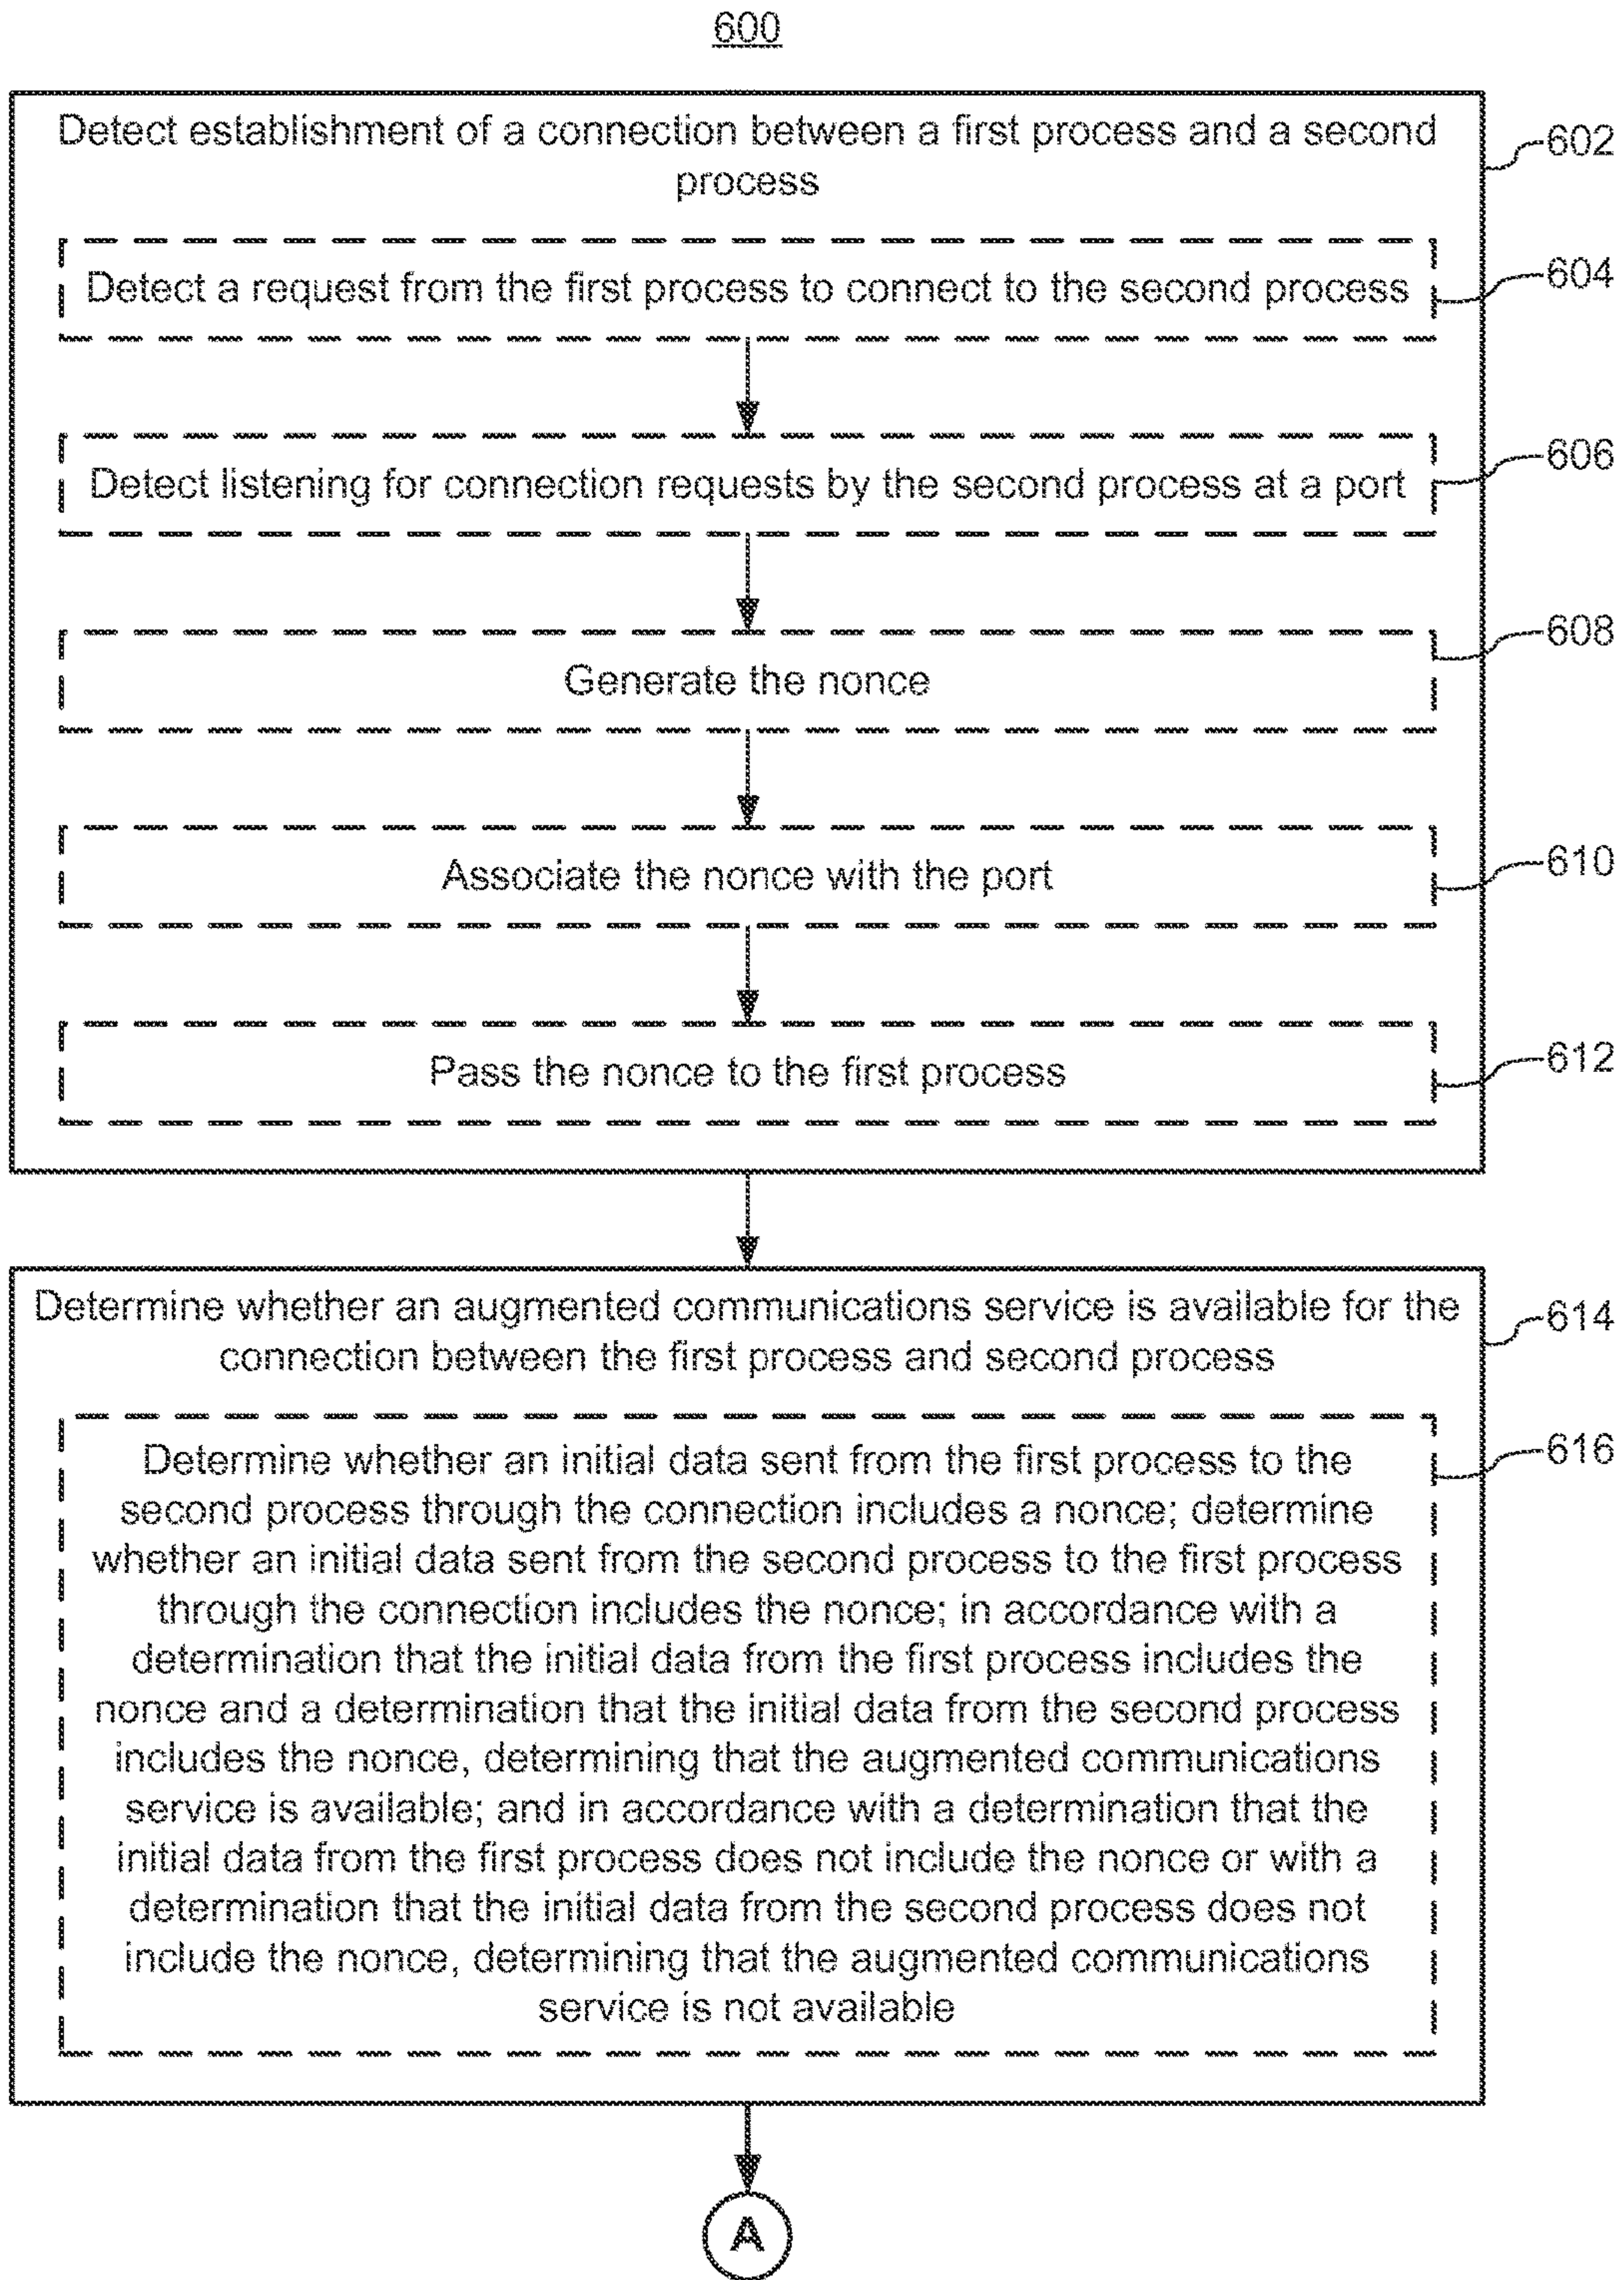 600
Detect establishment of a connection between a first process and a second
process
602
Detect a request from the first process to connect to the second process
604
Detect listening for connection requests by the second process at a port
606
Generate the nonce
608
Associate the nonce with the port
610
Pass the nonce to the first process
612
Determine whether an augmented communications service is available for the
connection between the first process and second process
614
Determine whether an initial data sent from the first process to the
second process through the connection includes a nonce; determine
whether an initial data sent from the second process to the first process
through the connection includes the nonce; in accordance with a
determination that the initial data from the first process includes the
nonce and a determination that the initial data from the second process
includes the nonce, determining that the augmented communications
service is available; and in accordance with a determination that the
initial data from the first process does not include the nonce or with a
determination that the initial data from the second process does not
include the nonce, determining that the augmented communications
service is not available
616
A